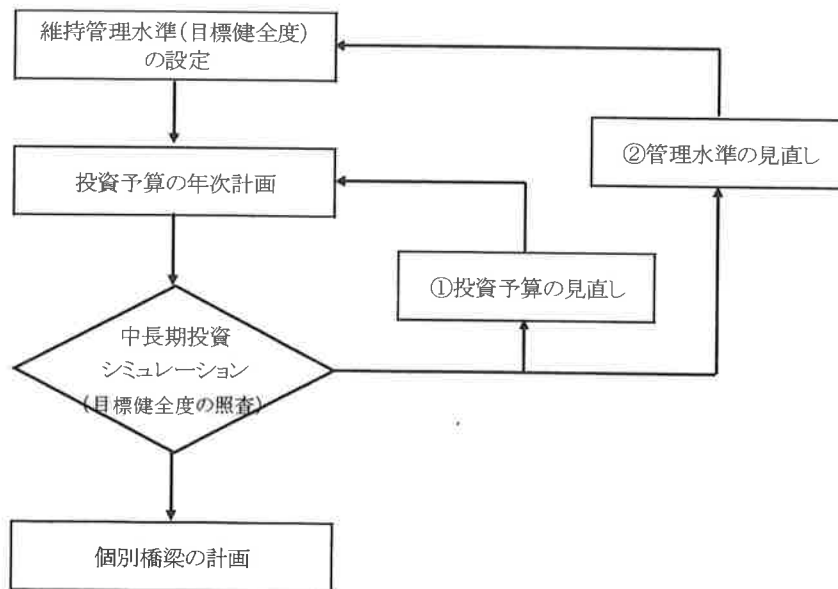 維持管理水準(目標健全度)
の設定
②管理水準の見直し
投資予算の年次計画
①投資予算の見直し
中長期投資
シミュレーション
(目標健全度の照査)
個別橋梁の計画